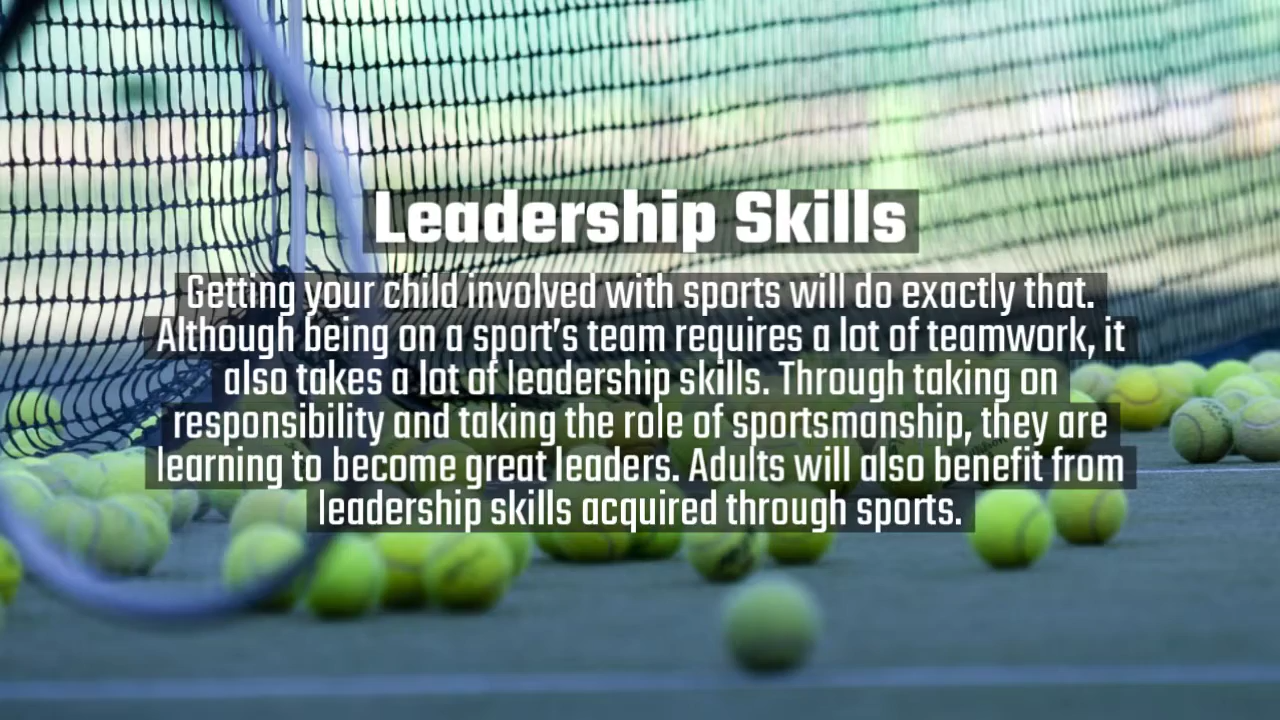 Leadership Skills
Getting your child involved with sports will do exactly that.
Although being on a sport’s team requires a lot of teamwork, it
also takes a lot of leadership skills. Through taking on
responsibility and taking the role of sportsmanship, they are
learning to become great leaders. Adults will also benefit from
leadership skills acquired through sports.